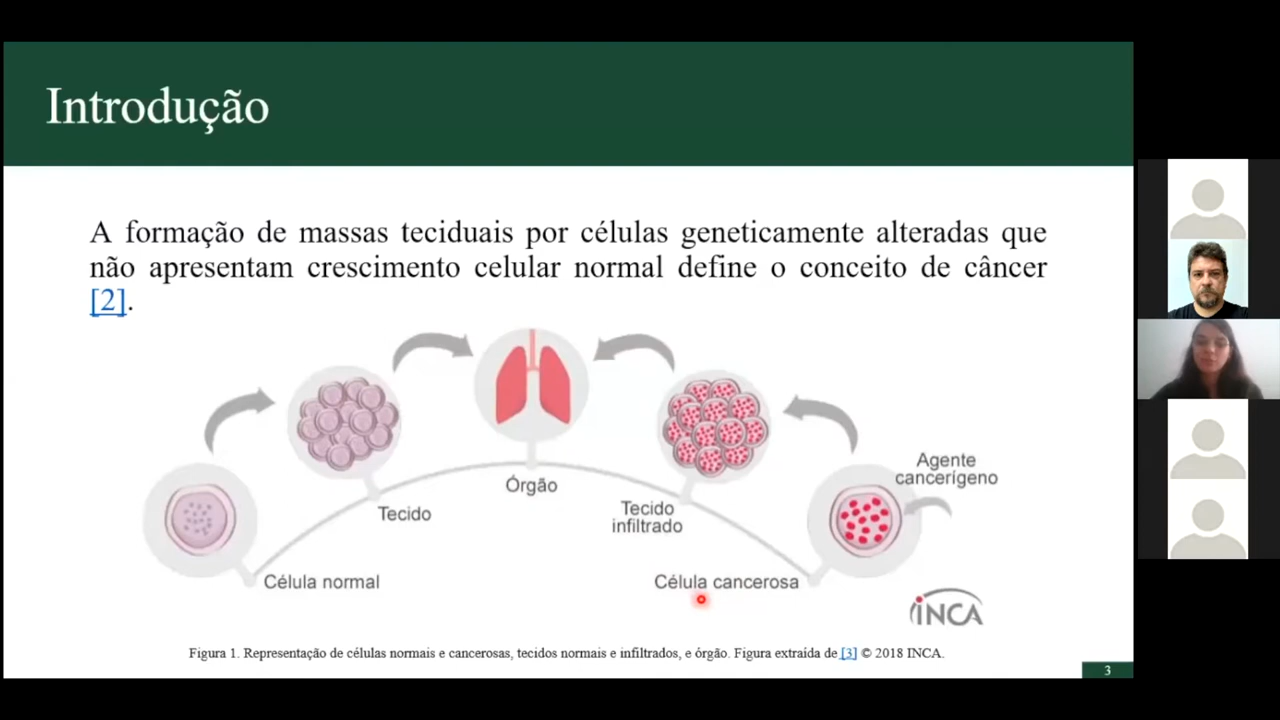 Introdução
A formação de massas teciduais por células geneticamente alteradas que
não apresentam crescimento celular normal define o conceito de câncer
[2].
Órgão
Tecido
Tecido
infiltrado
Agente
cancerígeno
Célula normal
Célula cancerosa
INCA
Figura 1. Representação de células normais e cancerosas, tecidos normais e infiltrados, e órgão. Figura extraída de [3] © 2018 INCA.
3